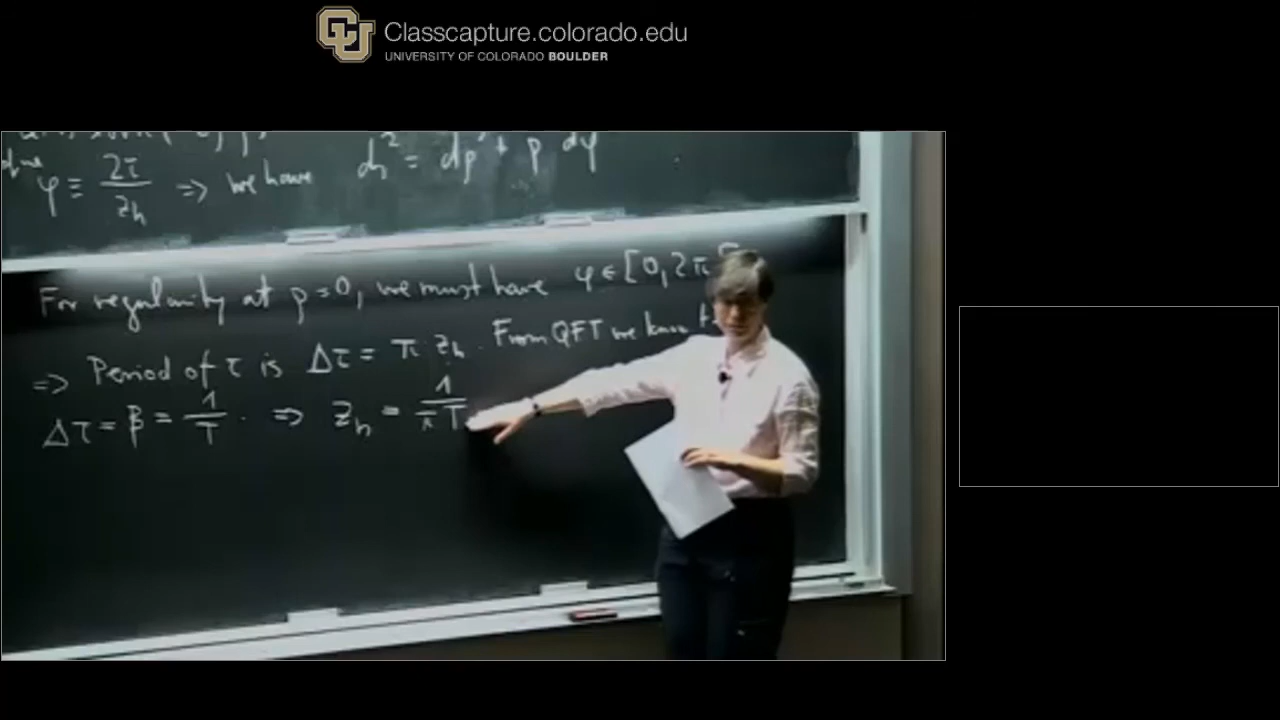 Classcapture.colorado.edu
UNIVERSITY OF COLORADO BOULDER
φ ≡ 2τ/z_h ⇒ we have ds² = dρ² + ρ² dφ²
For regularity at ρ=0, we must have φ ∈ [0, 2π[
⇒ Period of τ is Δτ = π z_h. From QFT we know
Δτ = β = 1/T. ⇒ z_h = 1/πT